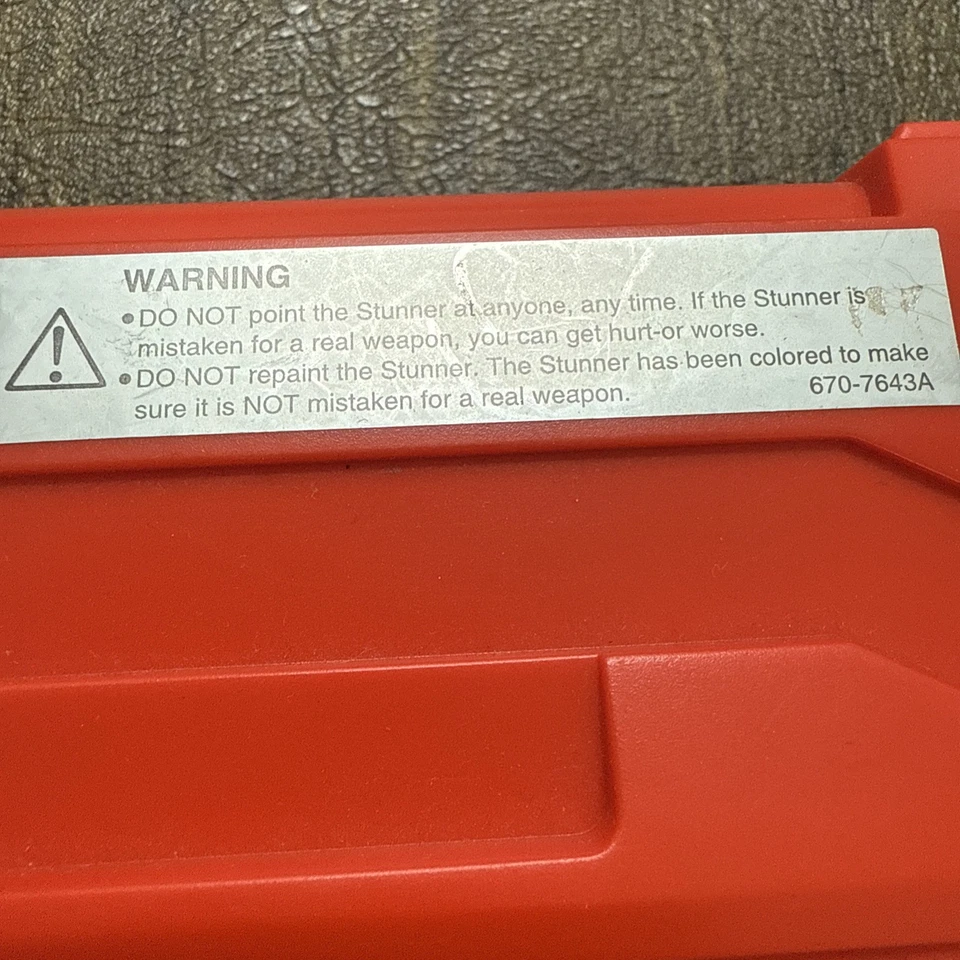 WARNING
• DO NOT point the Stunner at anyone, any time. If the Stunner is
mistaken for a real weapon, you can get hurt-or worse.
• DO NOT repaint the Stunner. The Stunner has been colored to make
sure it is NOT mistaken for a real weapon. 670-7643A